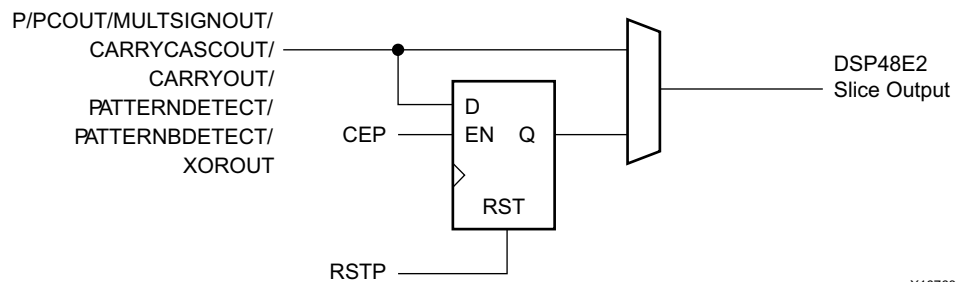 P/PCOUT/MULTSIGNOUT/
CARRYCASCOUT/
CARRYOUT/
PATTERNDETECT/
PATTERNBDETECT/
XOROUT
CEP
D
EN Q
RST
RSTP
DSP48E2
Slice Output